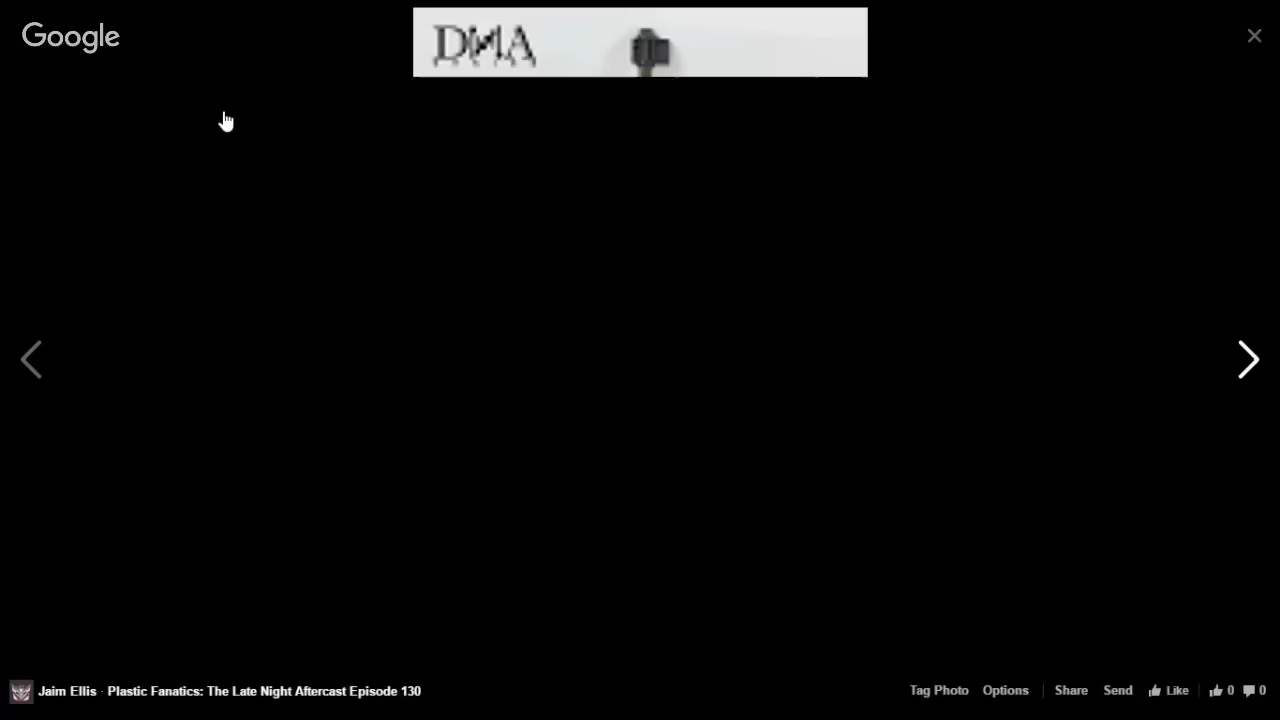 Google
DMA
Jaim Ellis · Plastic Fanatics: The Late Night Aftercast Episode 130
Tag Photo Options Share Send Like 0 0